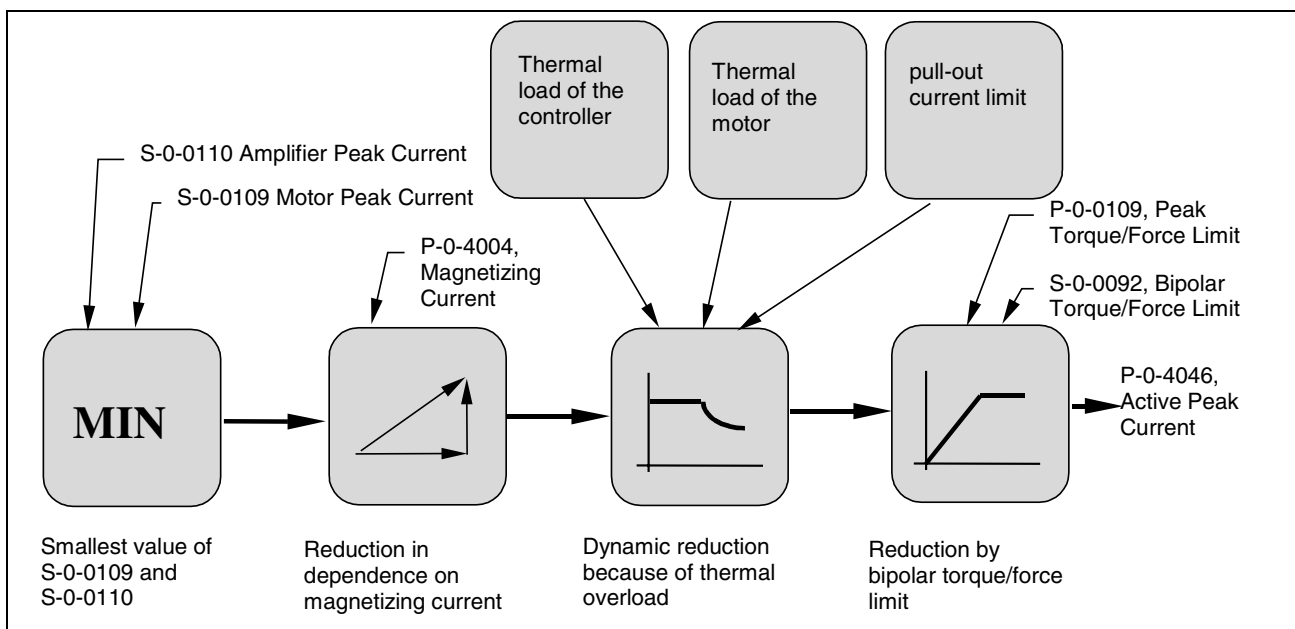 Thermal
load of the
controller
Thermal
load of the
motor
pull-out
current limit
S-0-0110 Amplifier Peak Current
S-0-0109 Motor Peak Current
P-0-4004,
Magnetizing
Current
P-0-0109, Peak
Torque/Force Limit
S-0-0092, Bipolar
Torque/Force Limit
MIN
P-0-4046,
Active Peak
Current
Smallest value of
S-0-0109 and
S-0-0110
Reduction in
dependence on
magnetizing current
Dynamic reduction
because of thermal
overload
Reduction by
bipolar torque/force
limit